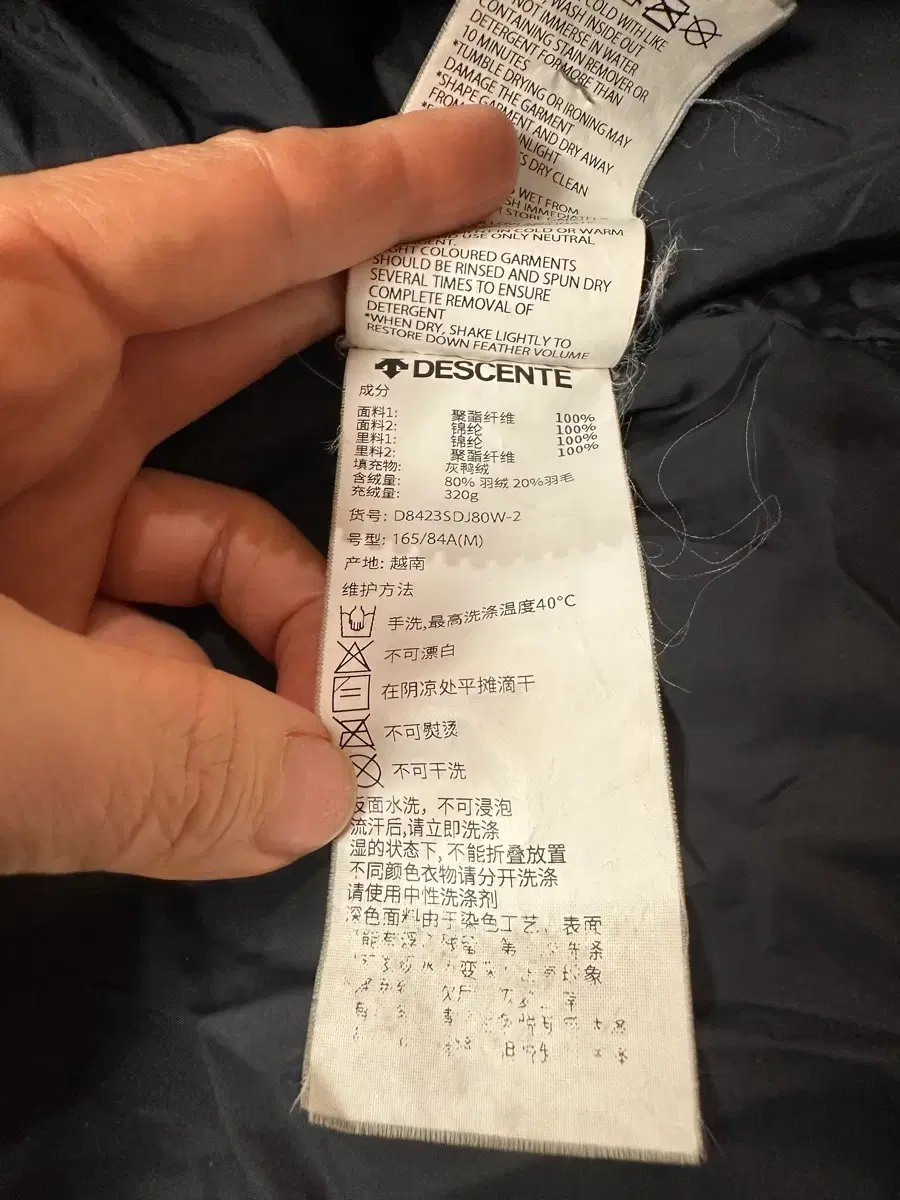 COLD WITH LIKE
WASH INSIDE OUT
NOT IMMERSE IN WATER
CONTAINING STAIN REMOVER OR
DETERGENT FORMORE THAN
10 MINUTES
*TUMBLE DRYING OR IRONING MAY
DAMAGE THE GARMENT
*SHAPE GARMENT AND DRY AWAY
FROM
DRY CLEAN
WET FROM
IN COLD OR WARM
USE ONLY NEUTRAL
COLOURED GARMENTS
SHOULD BE RINSED AND SPUN DRY
SEVERAL TIMES TO ENSURE
COMPLETE REMOVAL OF
DETERGENT
*WHEN DRY, SHAKE LIGHTLY TO
RESTORE DOWN FEATHER VOLUME
DESCENTE
成分
面料1: 聚酯纤维 100%
面料2: 锦纶 100%
里料1: 锦纶 100%
里料2: 聚酯纤维 100%
填充物: 灰鸭绒
含绒量: 80% 羽绒 20%羽毛
充绒量: 320g
货号: D8423SDJ80W-2
号型: 165/84A(M)
产地: 越南
维护方法
手洗,最高洗涤温度40°C
不可漂白
在阴凉处平摊滴干
不可熨烫
不可干洗
反面水洗, 不可浸泡
流汗后,请立即洗涤
湿的状态下, 不能折叠放置
不同颜色衣物请分开洗涤
请使用中性洗涤剂
深色面料由于染色工艺、表面